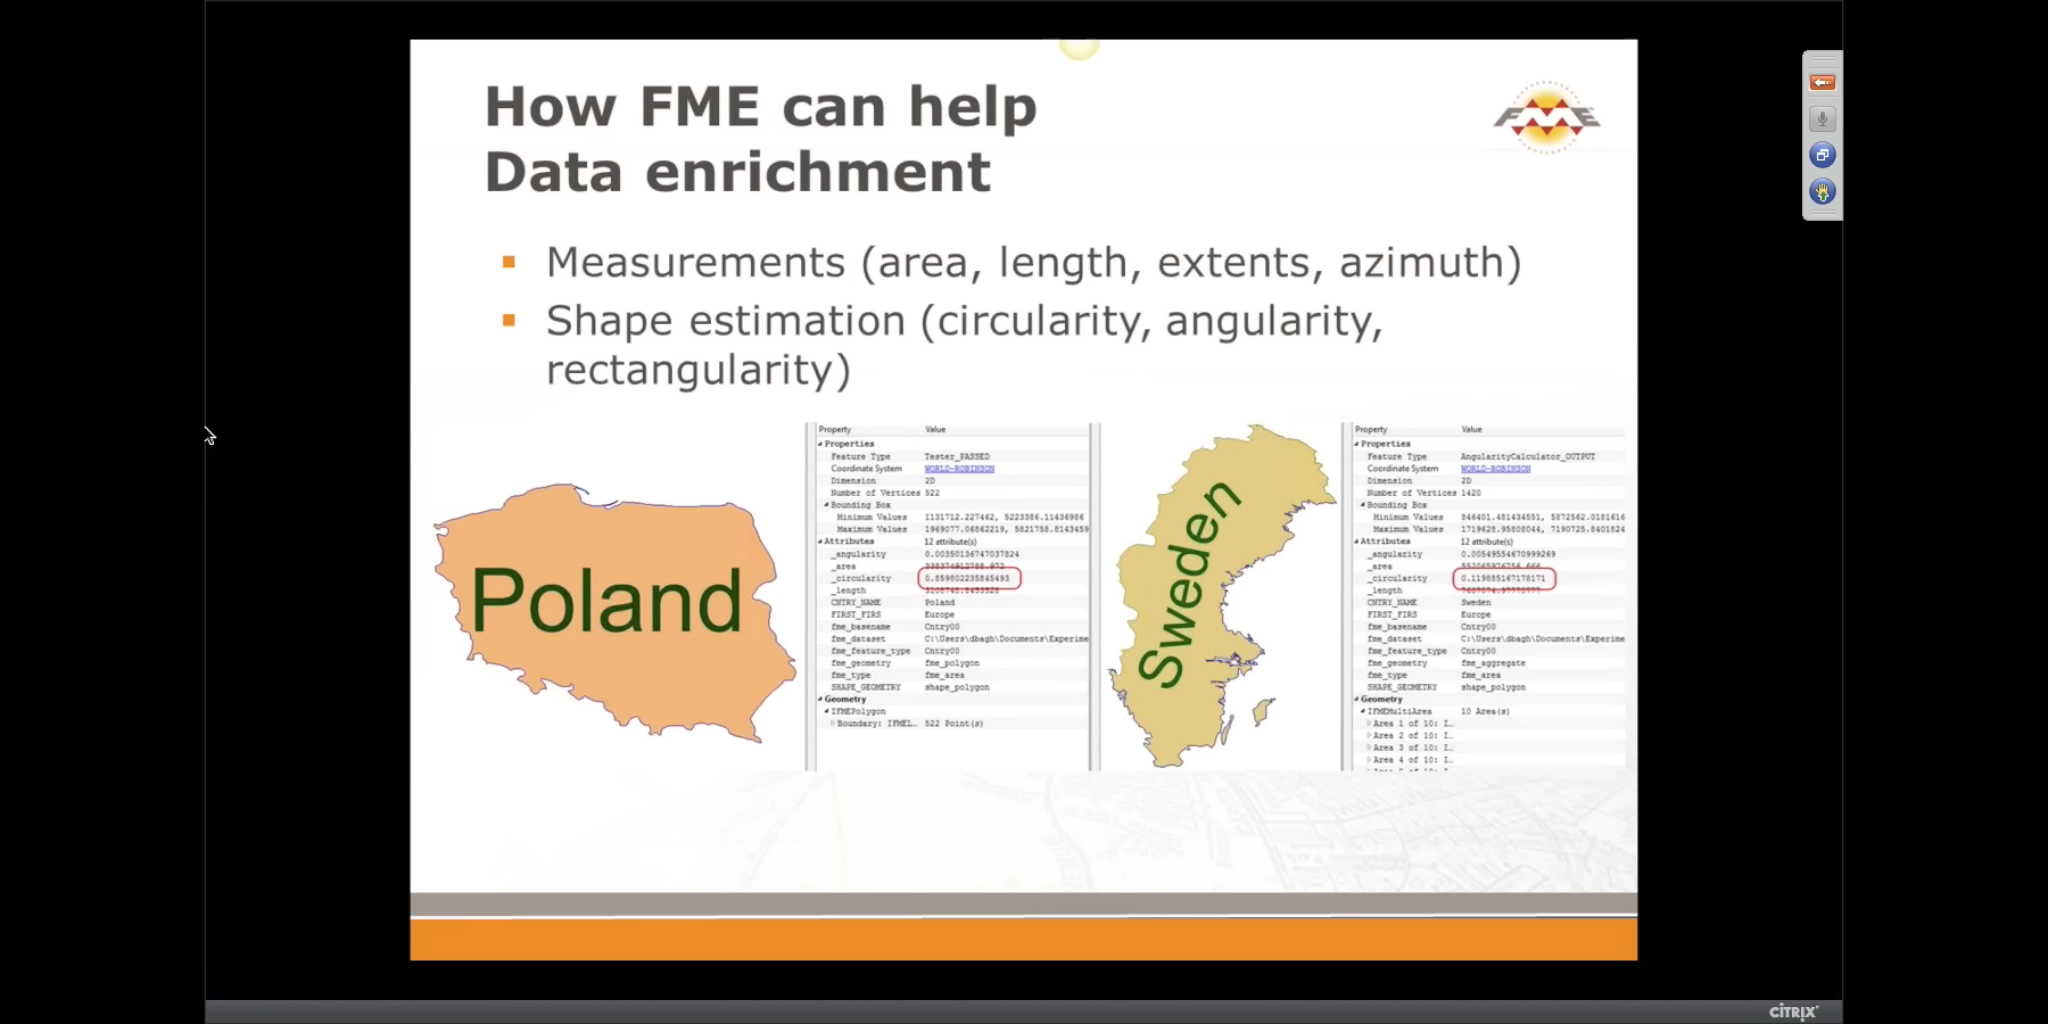 How FME can help
Data enrichment
FME
Measurements (area, length, extents, azimuth)
Shape estimation (circularity, angularity,
rectangularity)
Poland
Property Value
Properties
Feature Type Tester_PASSED
Coordinate System WORLD-ROBINSON
Dimension 2D
Number of Vertices 522
Bounding Box
Minimum Values 1131712.227462, 5223386.11436986
Maximum Values 1969077.06862219, 5821758.8143459
Attributes 12 attribute(s)
_angularity 0.00350136747037824
_area
_circularity 0.859802235845493
_length
CNTRY_NAME Poland
FIRST_FIRS Europe
fme_basename Cntry00
fme_dataset C:\Users\dbagh\Documents\Experime
fme_feature_type Cntry00
fme_geometry fme_polygon
fme_type fme_area
SHAPE_GEOMETRY shape_polygon
Geometry
IFMEPolygon
Boundary: IFMEL... 522 Point(s)
Sweden
Property Value
Properties
Feature Type AngularityCalculator_OUTPUT
Coordinate System WORLD-ROBINSON
Dimension 2D
Number of Vertices 1420
Bounding Box
Minimum Values 846401.481434551, 5872562.0181616
Maximum Values 1719628.95808044, 7190725.8401824
Attributes 12 attribute(s)
_angularity 0.00549554670999269
_area
_circularity 0.119885167178171
_length
CNTRY_NAME Sweden
FIRST_FIRS Europe
fme_basename Cntry00
fme_dataset C:\Users\dbagh\Documents\Experime
fme_feature_type Cntry00
fme_geometry fme_aggregate
fme_type fme_area
SHAPE_GEOMETRY shape_polygon
Geometry
IFMEMultiArea 10 Area(s)
Area 1 of 10: I...
Area 2 of 10: I...
Area 3 of 10: I...
Area 4 of 10: I...
CITRIX